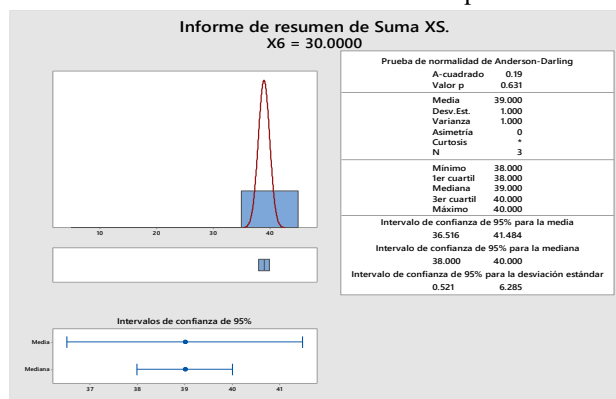 Informe de resumen de Suma XS.
X6 = 30.0000
10 20 30 40
Intervalos de confianza de 95%
Media
Mediana
37 38 39 40 41
Prueba de normalidad de Anderson-Darling
A-cuadrado 0.19
Valor p 0.631
Media 39.000
Desv.Est. 1.000
Varianza 1.000
Asimetría 0
Curtosis *
N 3
Mínimo 38.000
1er cuartil 38.000
Mediana 39.000
3er cuartil 40.000
Máximo 40.000
Intervalo de confianza de 95% para la media
36.516 41.484
Intervalo de confianza de 95% para la mediana
38.000 40.000
Intervalo de confianza de 95% para la desviación estándar
0.521 6.285